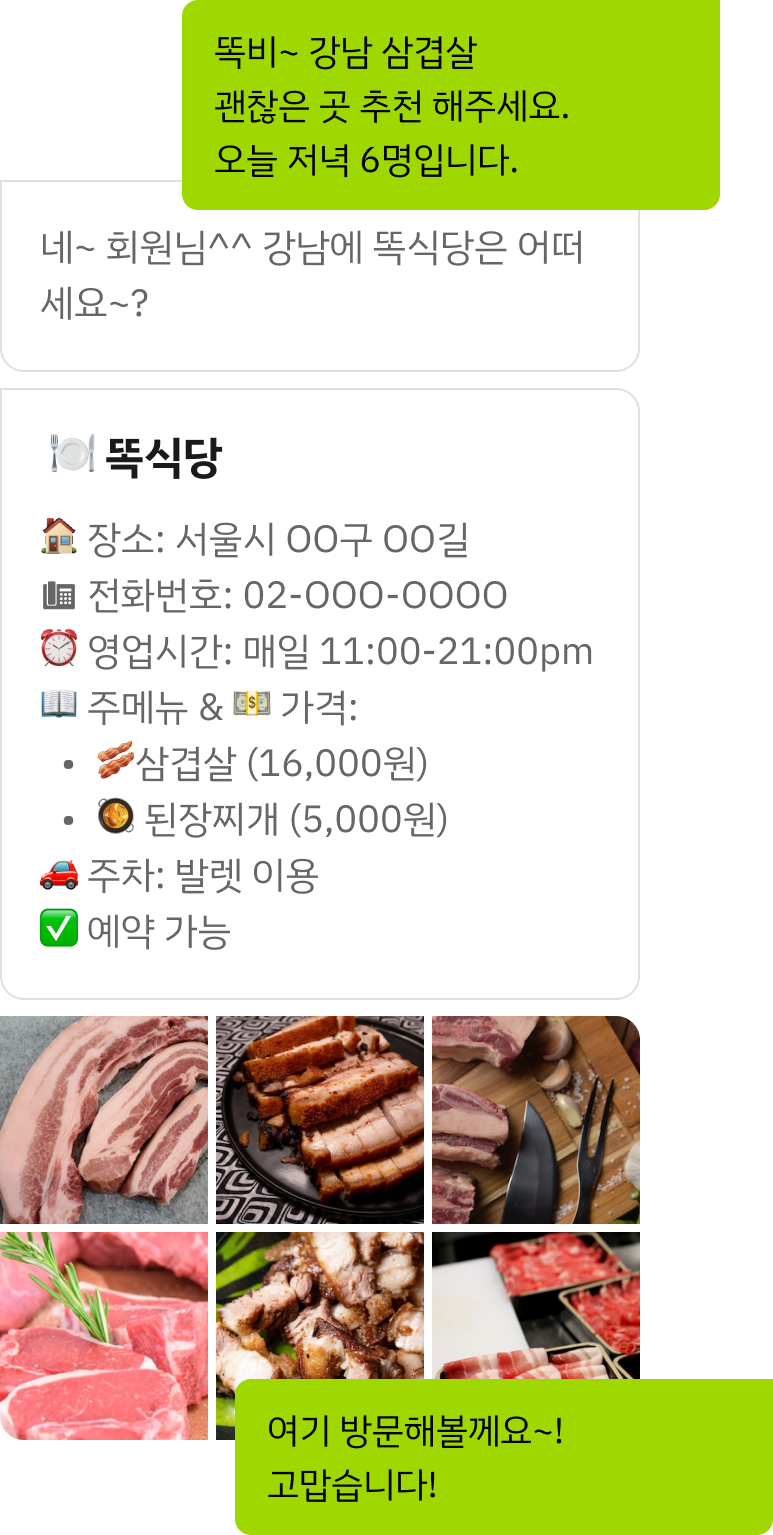 똑비~ 강남 삼겹살
괜찮은 곳 추천 해주세요.
오늘 저녁 6명입니다.
네~ 회원님^^ 강남에 똑식당은 어떠
세요~?
🍽️ 똑식당
🏠 장소: 서울시 OO구 OO길
📠 전화번호: 02-OOO-OOOO
⏰ 영업시간: 매일 11:00-21:00pm
📖 주메뉴 & 💵 가격:
• 🥓삼겹살 (16,000원)
• 🥘 된장찌개 (5,000원)
🚗 주차: 발렛 이용
✅ 예약 가능
여기 방문해볼께요~!
고맙습니다!